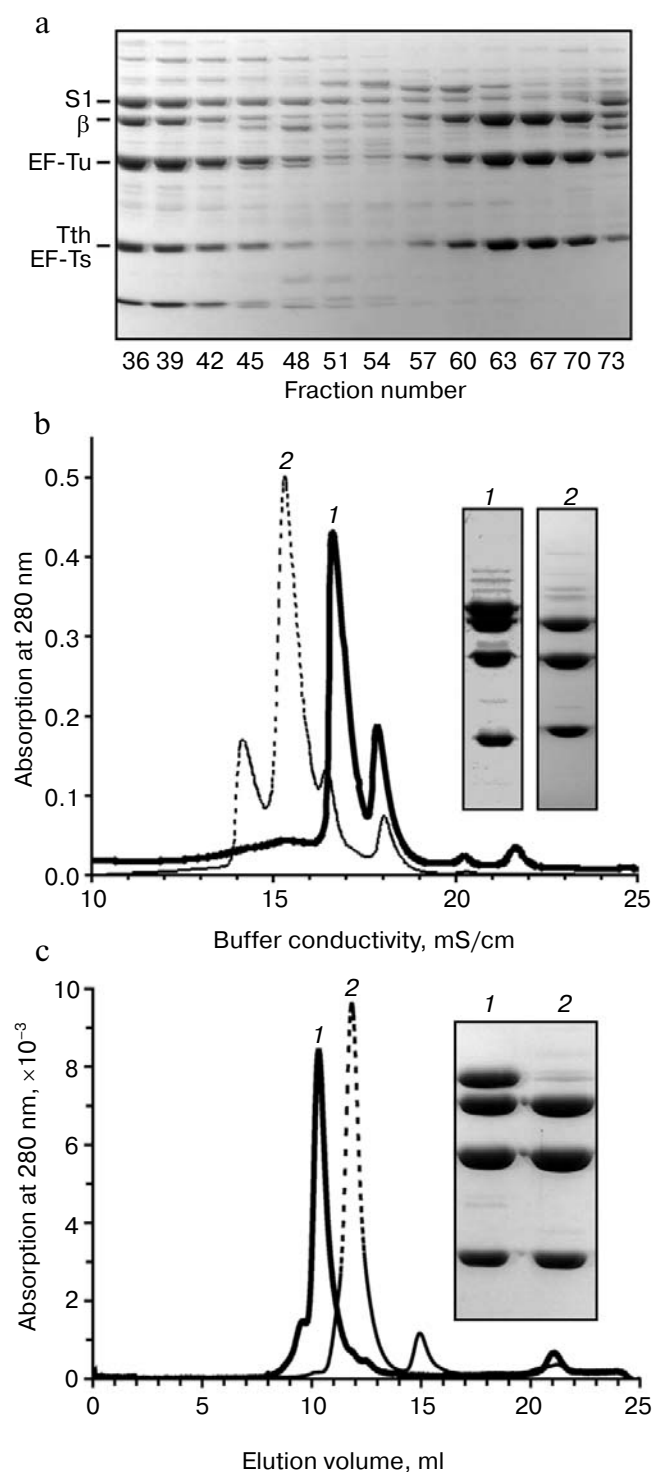 a
S1
β
EF-Tu
Tth
EF-Ts
36 39 42 45 48 51 54 57 60 63 67 70 73
Fraction number
b
Absorption at 280 nm
0.5
0.4
0.3
0.2
0.1
0.0
2
1
1 2
10 15 20 25
Buffer conductivity, mS/cm
c
Absorption at 280 nm, ×10⁻³
10
8
6
4
2
0
1
2
1 2
0 5 10 15 20 25
Elution volume, ml